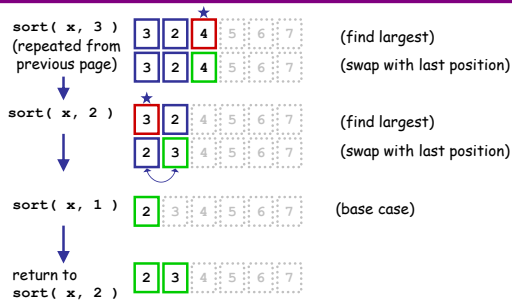 sort( x, 3 )
(repeated from
previous page)
3 2 4 5 6 7
(find largest)
3 2 4 5 6 7
(swap with last position)
sort( x, 2 )
3 2 4 5 6 7
(find largest)
2 3 4 5 6 7
(swap with last position)
sort( x, 1 )
2 3 4 5 6 7
(base case)
return to
sort( x, 2 )
2 3 4 5 6 7